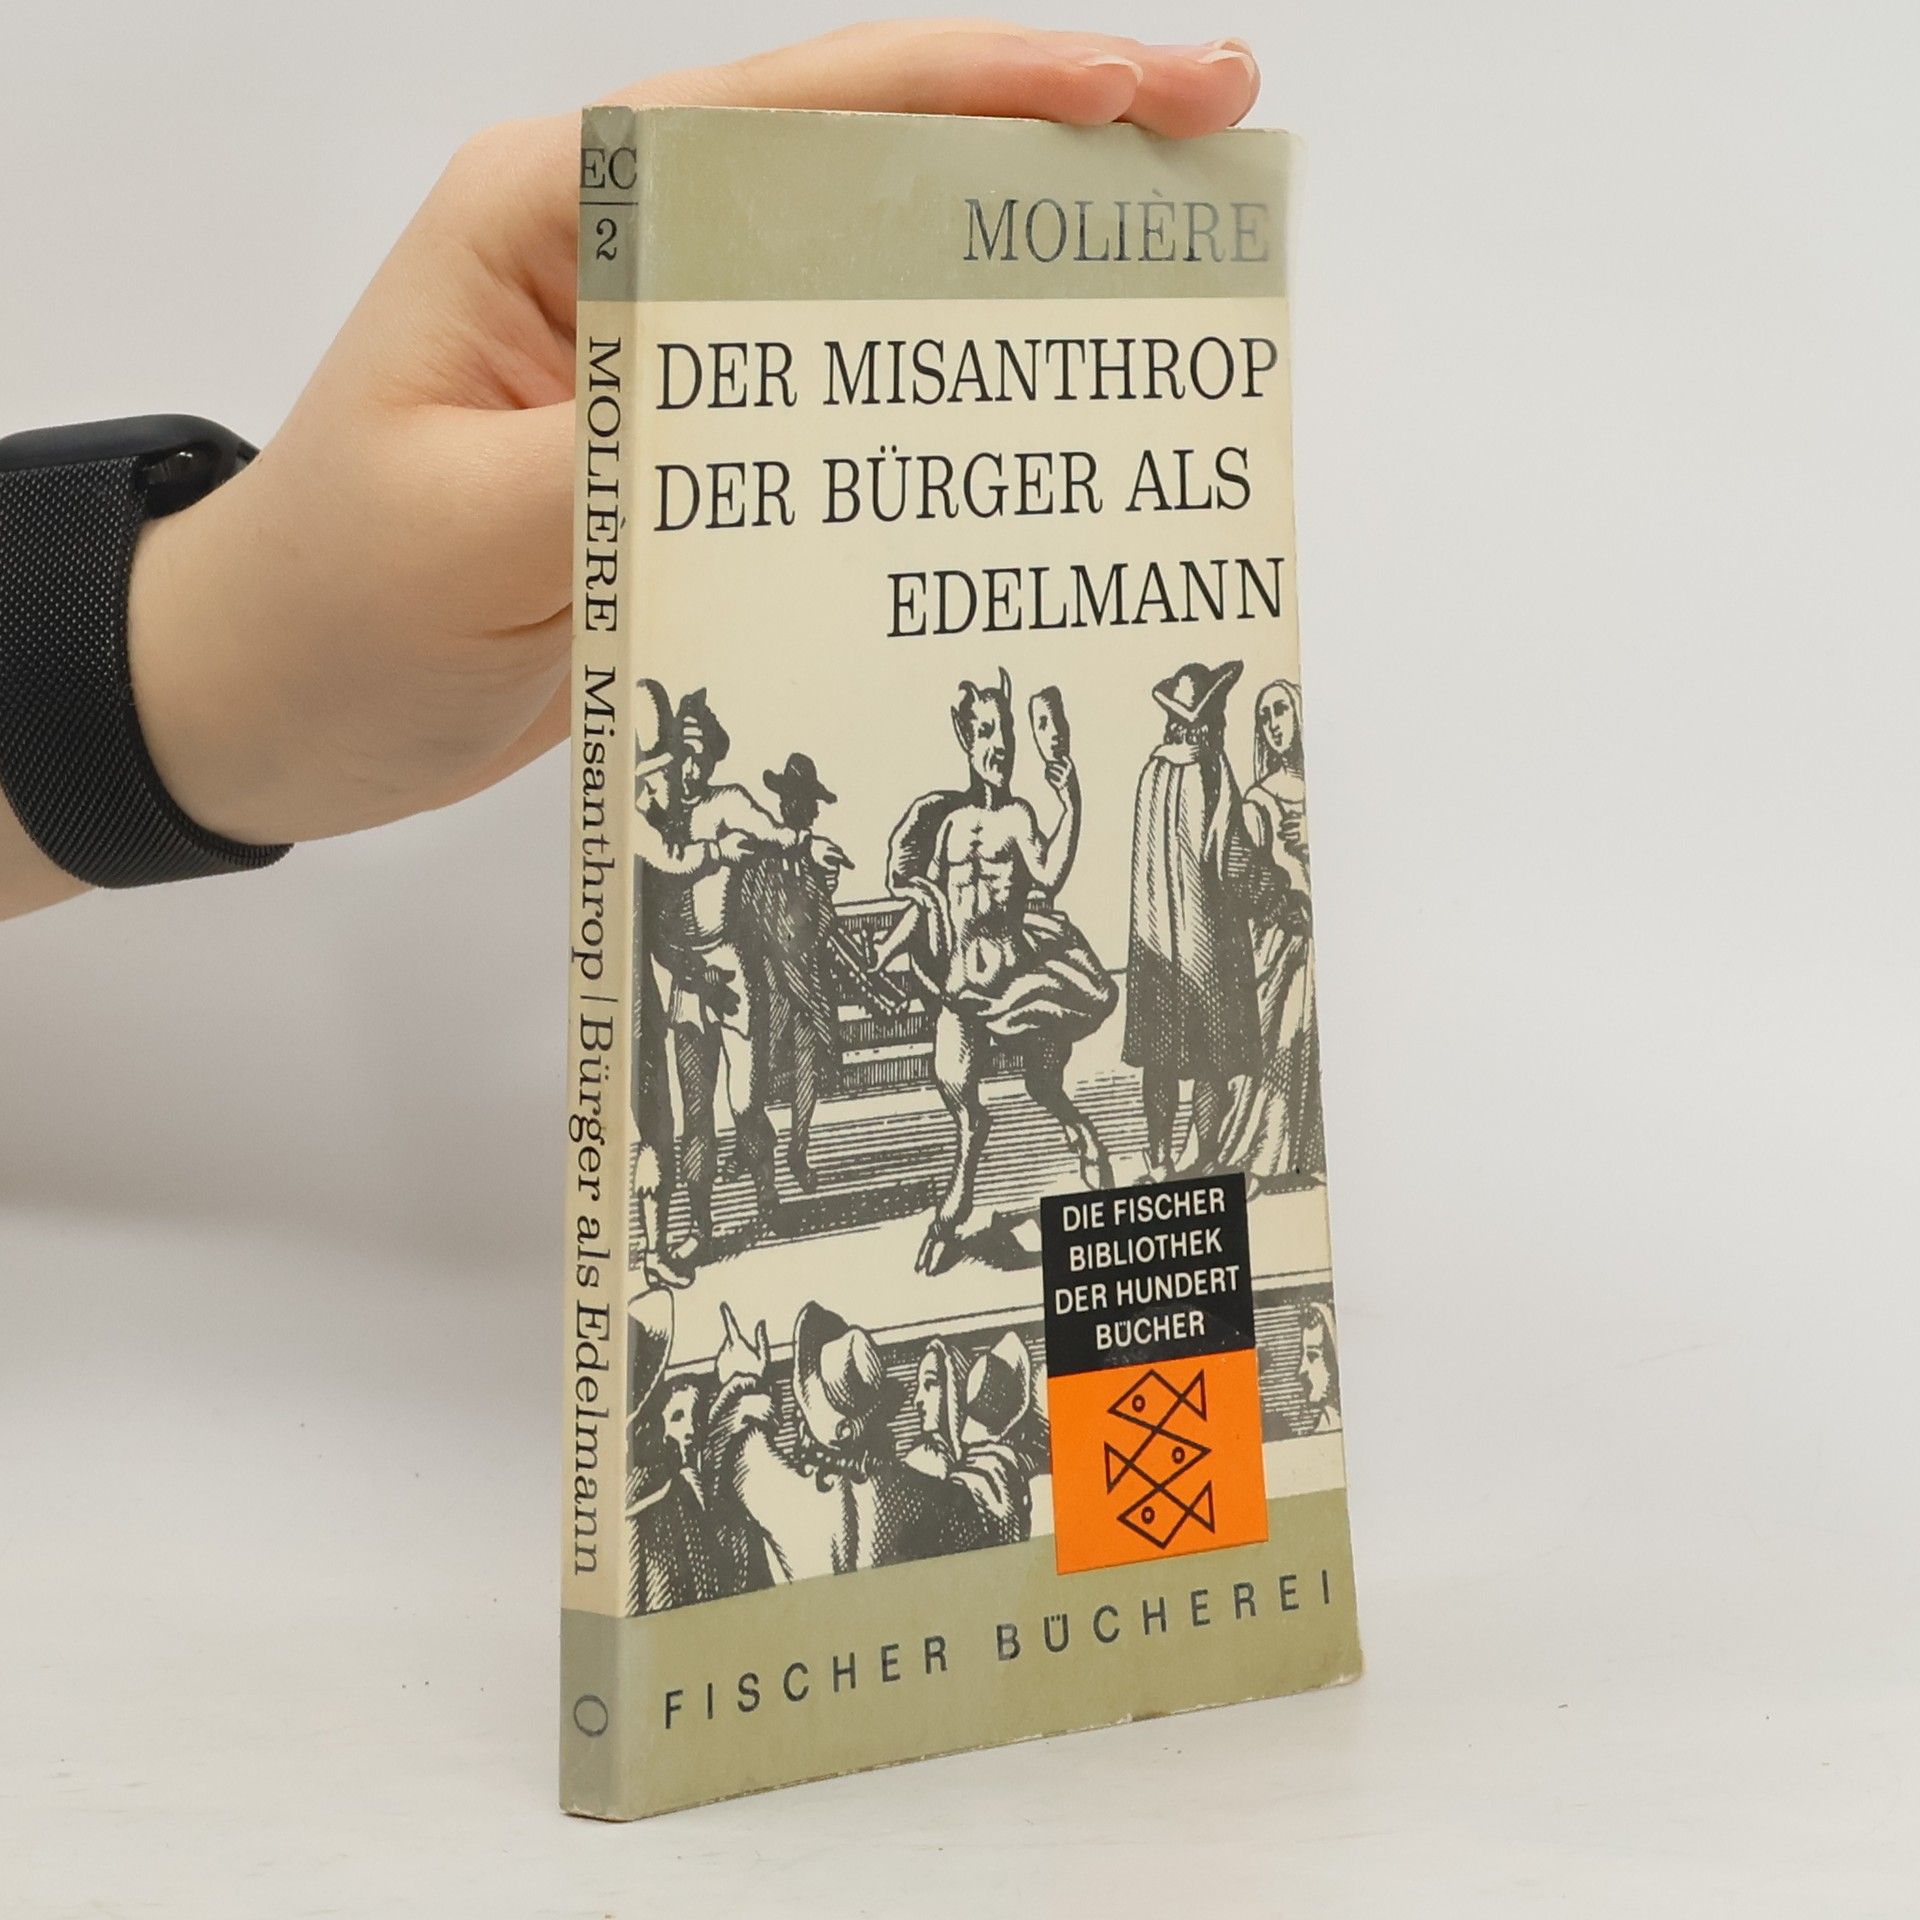 EC
2
MOLIÈRE Misanthrop | Bürger als Edelmann
MOLIÈRE
DER MISANTHROP
DER BÜRGER ALS
EDELMANN
DIE FISCHER
BIBLIOTHEK
DER HUNDERT
BÜCHER
FISCHER BÜCHEREI